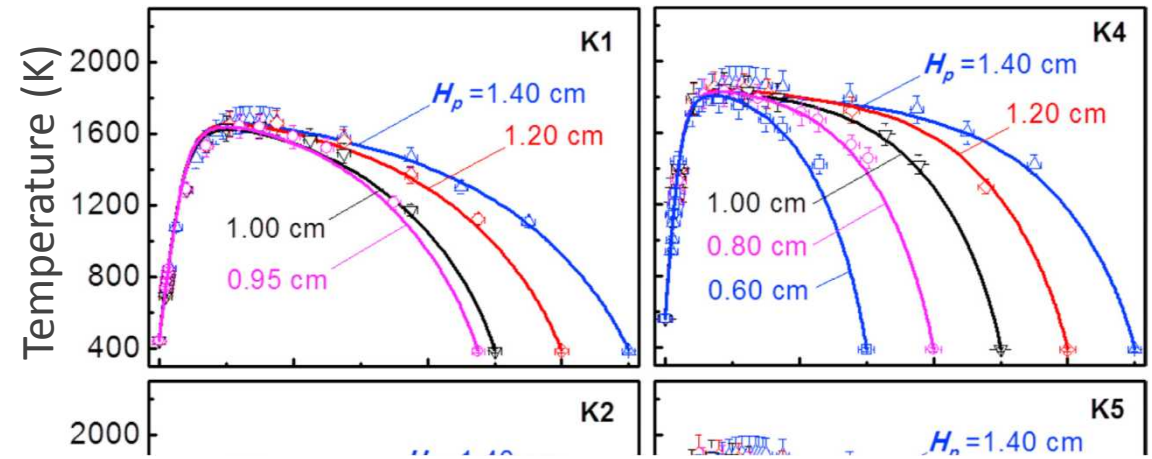 Temperature (K)
2000
1600
1200
800
400
K1
Hp =1.40 cm
1.20 cm
1.00 cm
0.95 cm
K4
Hp =1.40 cm
1.20 cm
1.00 cm
0.80 cm
0.60 cm
2000
K2
K5
Hp =1.40 cm